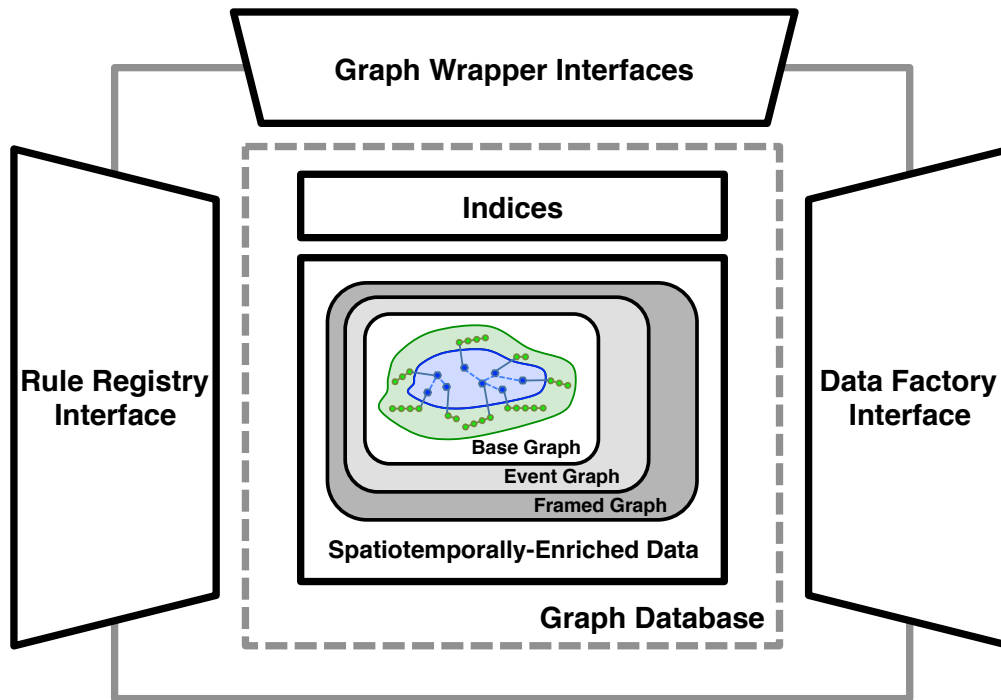 Graph Wrapper Interfaces
Indices
Rule Registry
Interface
Data Factory
Interface
Base Graph
Event Graph
Framed Graph
Spatiotemporally-Enriched Data
Graph Database